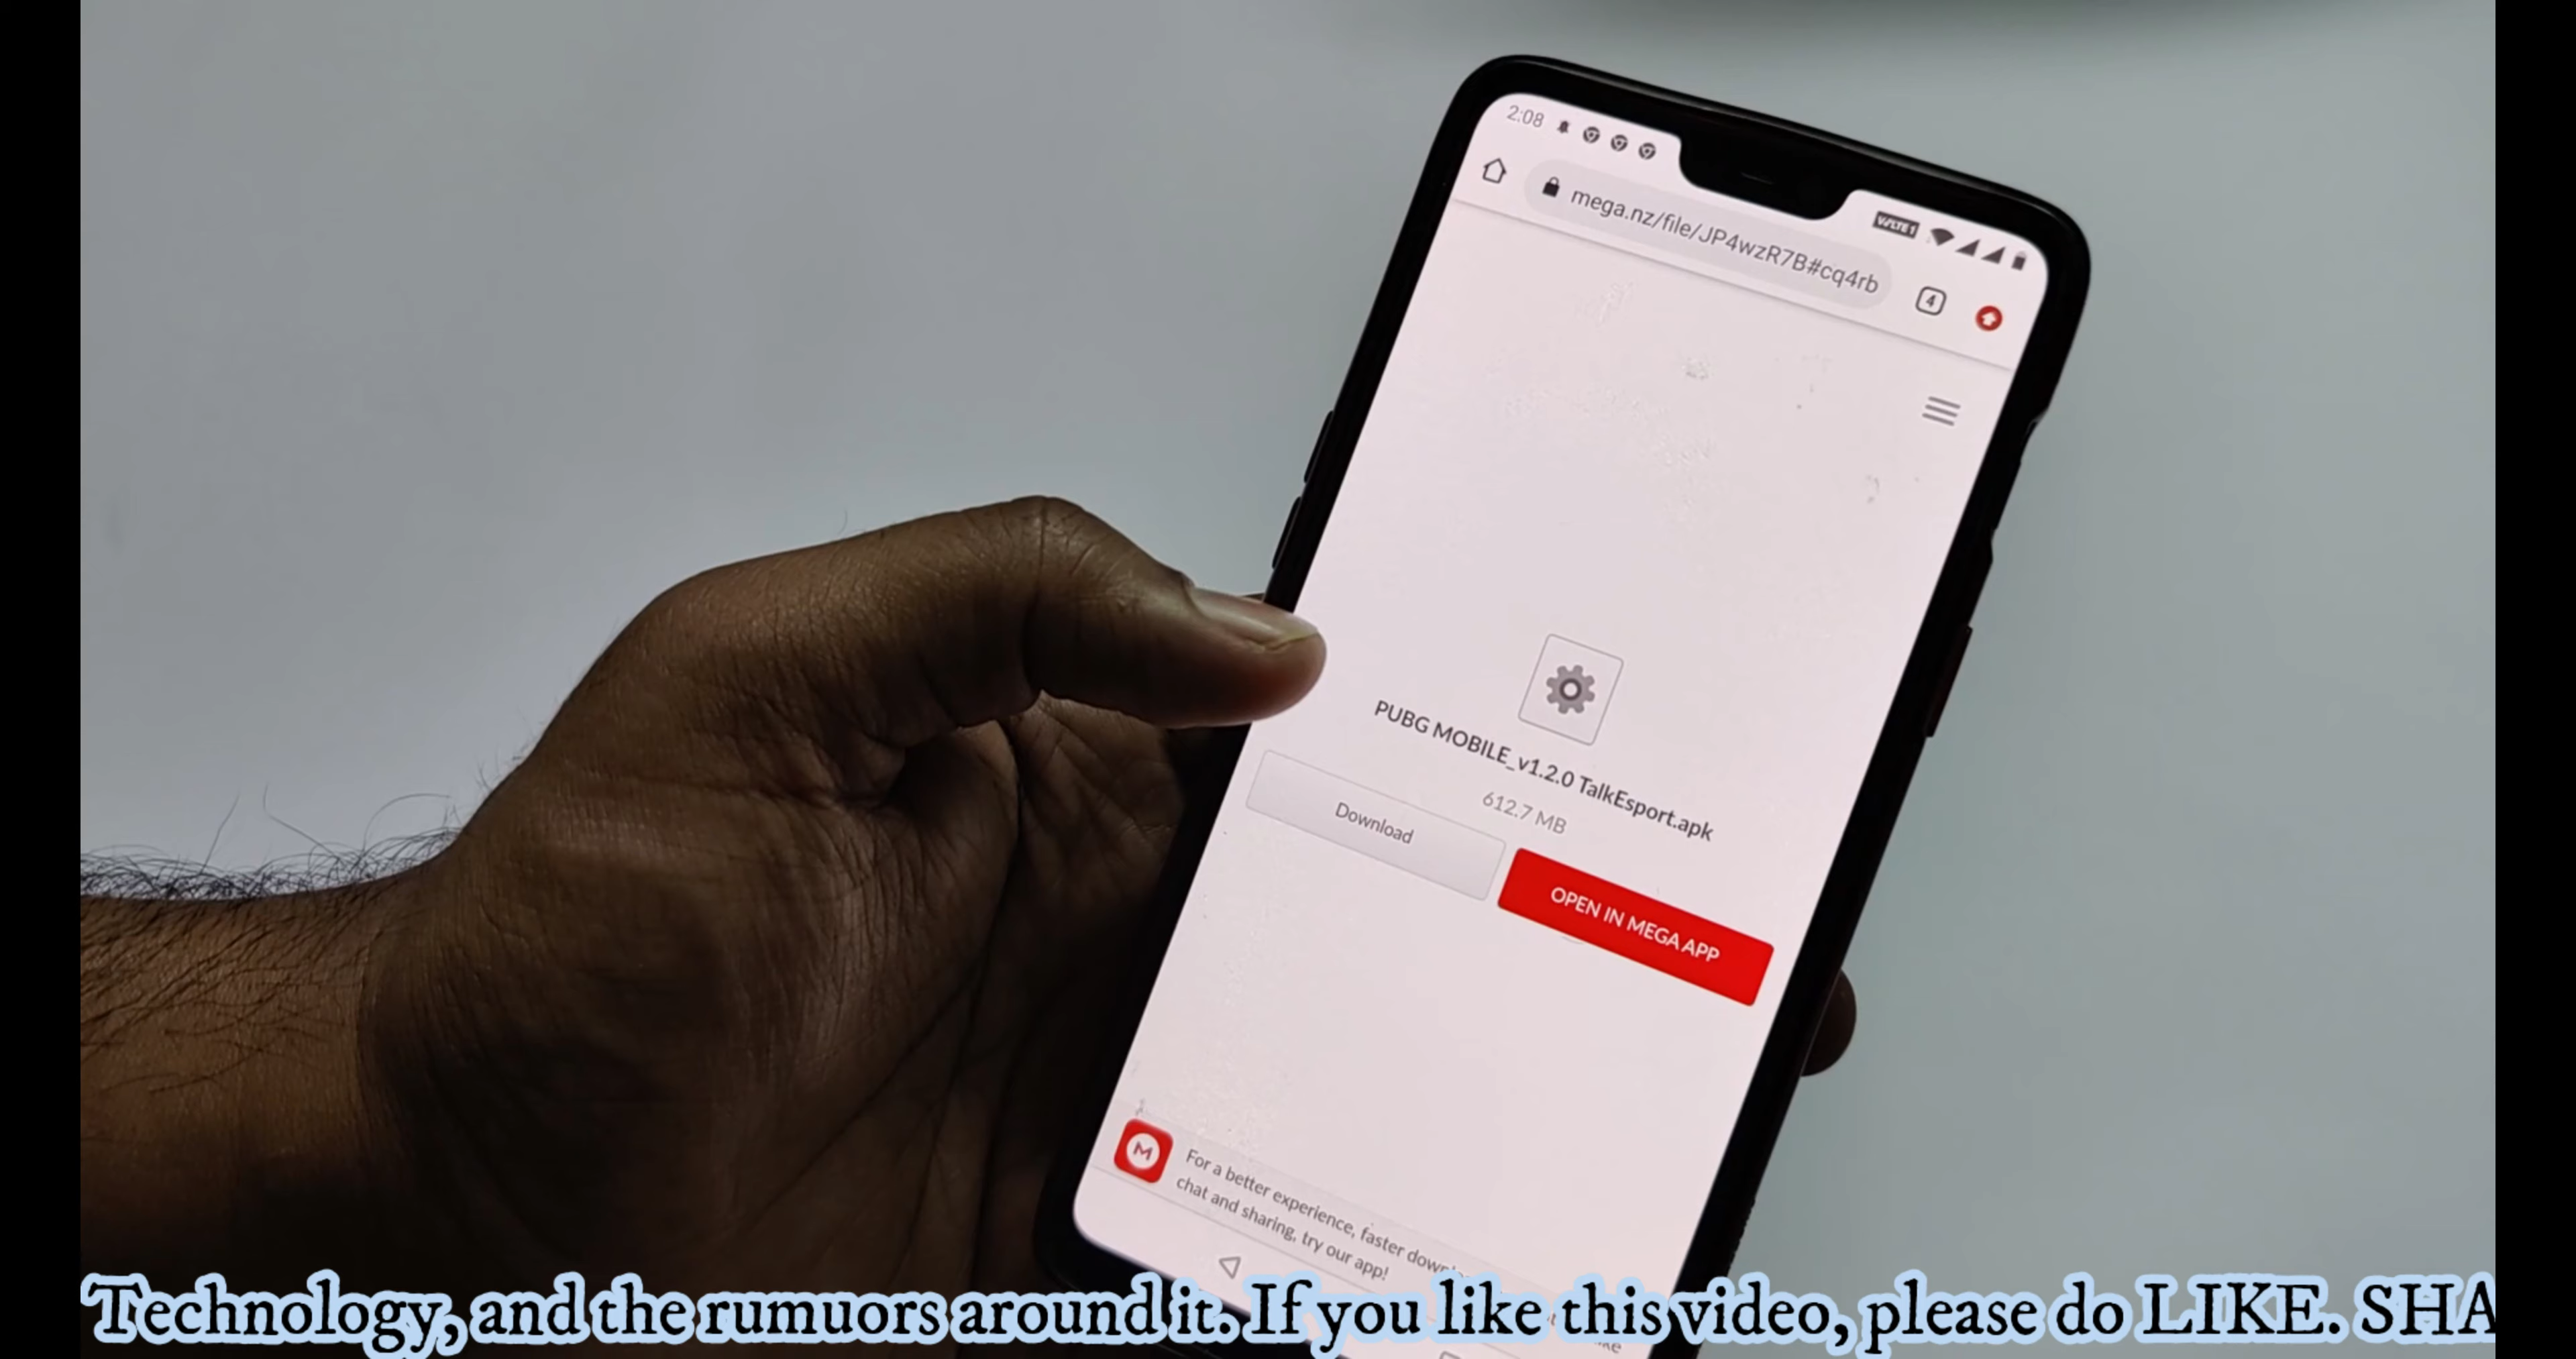 2:08
VoLTE 1
mega.nz/file/JP4wzR7B#cq4rb
4
PUBG MOBILE_v1.2.0 TalkEsport.apk
612.7 MB
Download
OPEN IN MEGA APP
M
For a better experience, faster
chat and sharing, try our app!
Technology, and the rumuors around it. If you like this video, please do LIKE. SHA